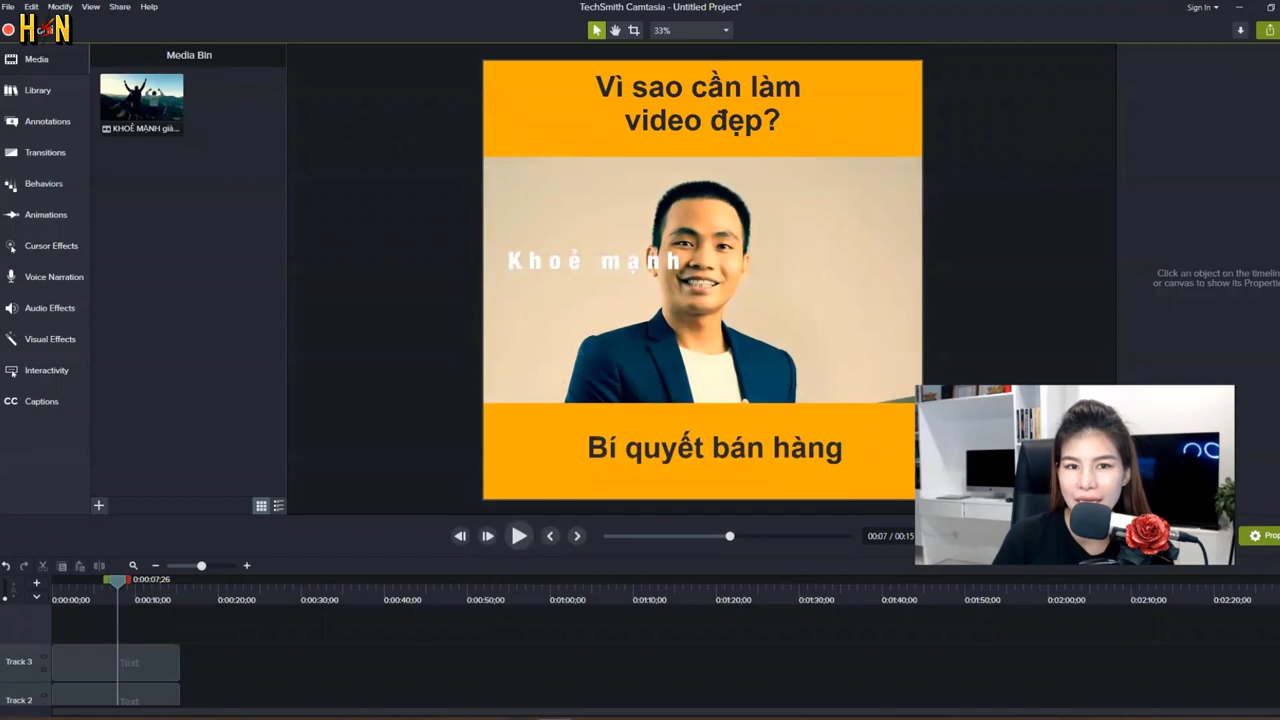 TechSmith Camtasia - Untitled Project*
File Edit Modify View Share Help
Sign In
HN
33%
Media
Library
Annotations
Transitions
Behaviors
Animations
Cursor Effects
Voice Narration
Audio Effects
Visual Effects
Interactivity
CC Captions
Media Bin
KHOẺ MẠNH già...
Vì sao cần làm
video đẹp?
Khoẻ mạnh
Bí quyết bán hàng
Click an object on the timelin
or canvas to show its Properti
00:07 / 00:15
Prop
0:00:07;26
0:00:00;00 0:00:10;00 0:00:20;00 0:00:30;00 0:00:40;00 0:00:50;00 0:01:00;00 0:01:10;00 0:01:20;00 0:01:30;00 0:01:40;00 0:01:50;00 0:02:00;00 0:02:10;00 0:02:20;00
Track 3
Text
Track 2
Text